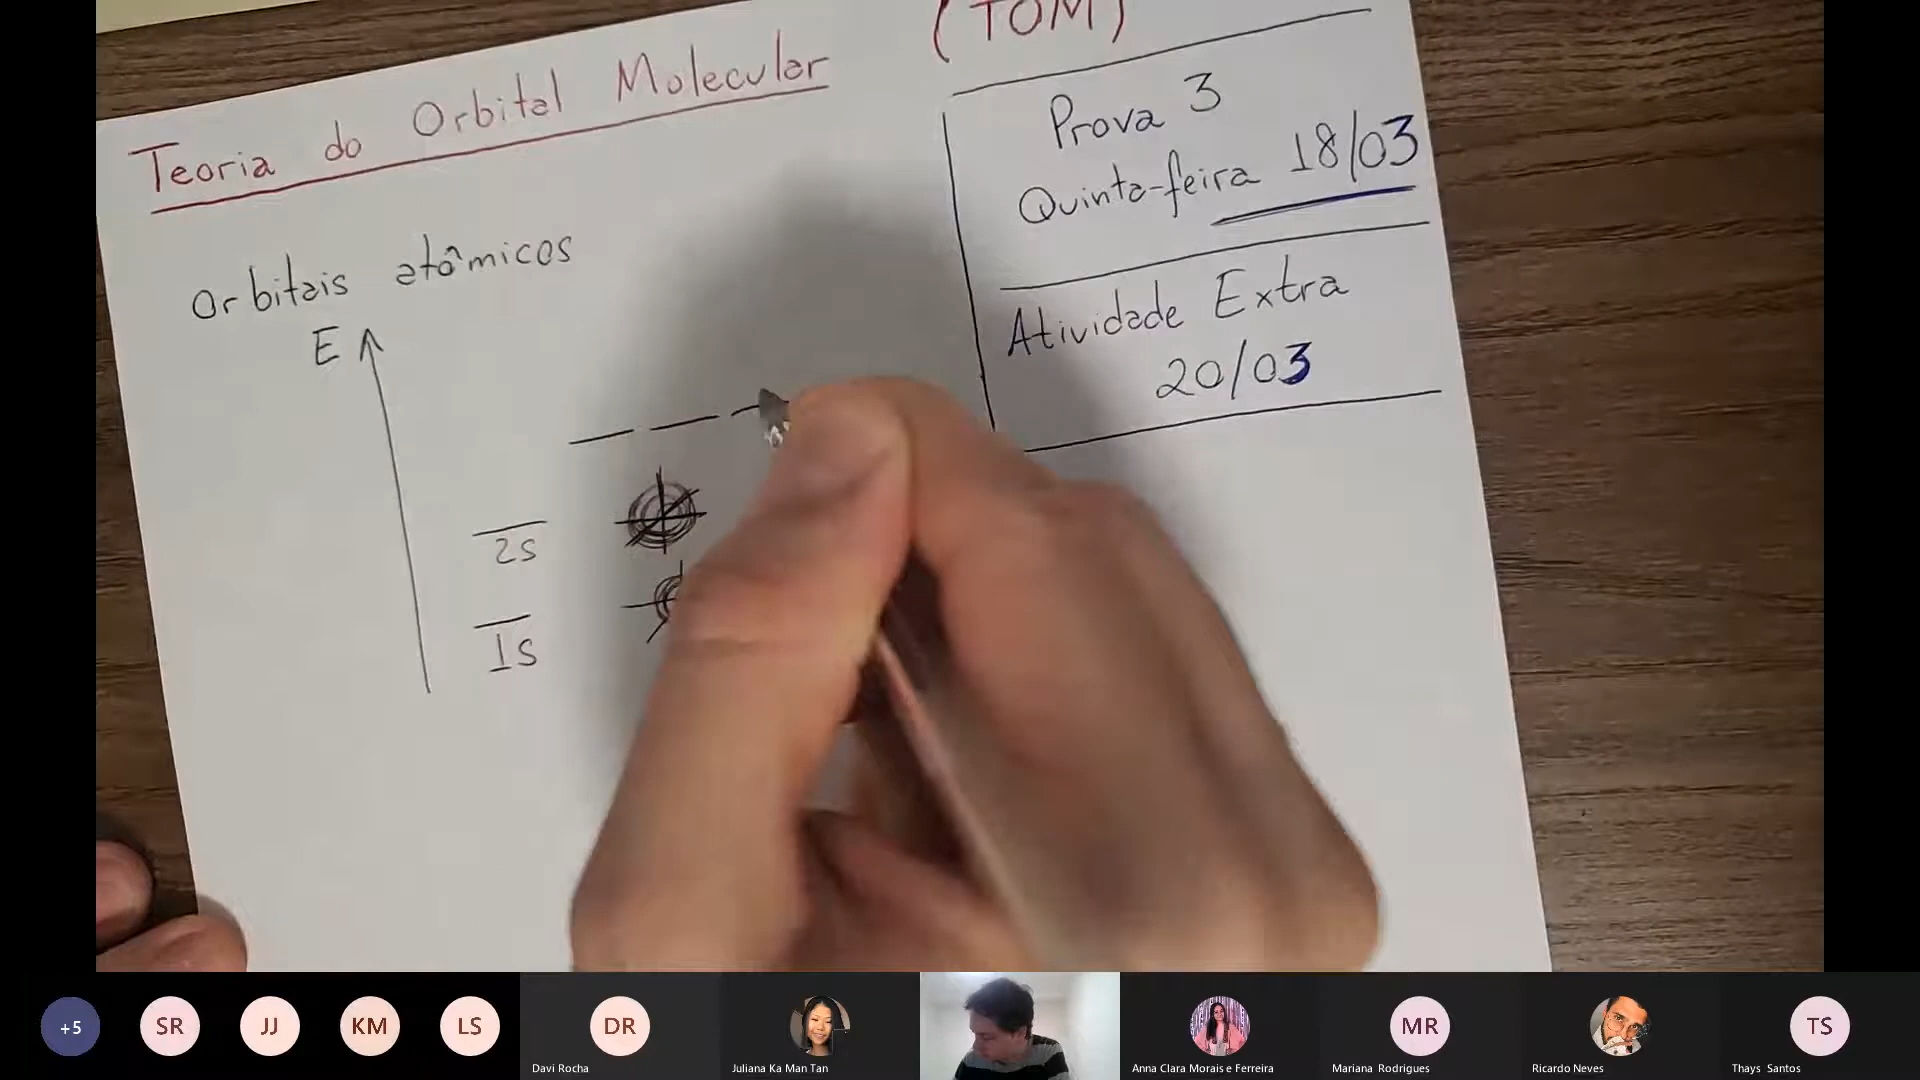 Teoria do Orbital Molecular (TOM)
Prova 3
Quinta-feira 18/03
Atividade Extra
20/03
Orbitais atômicos
E
2s
1s
+5
SR
JJ
KM
LS
DR
Davi Rocha
Juliana Ka Man Tan
Anna Clara Morais e Ferreira
MR
Mariana Rodrigues
Ricardo Neves
TS
Thays Santos